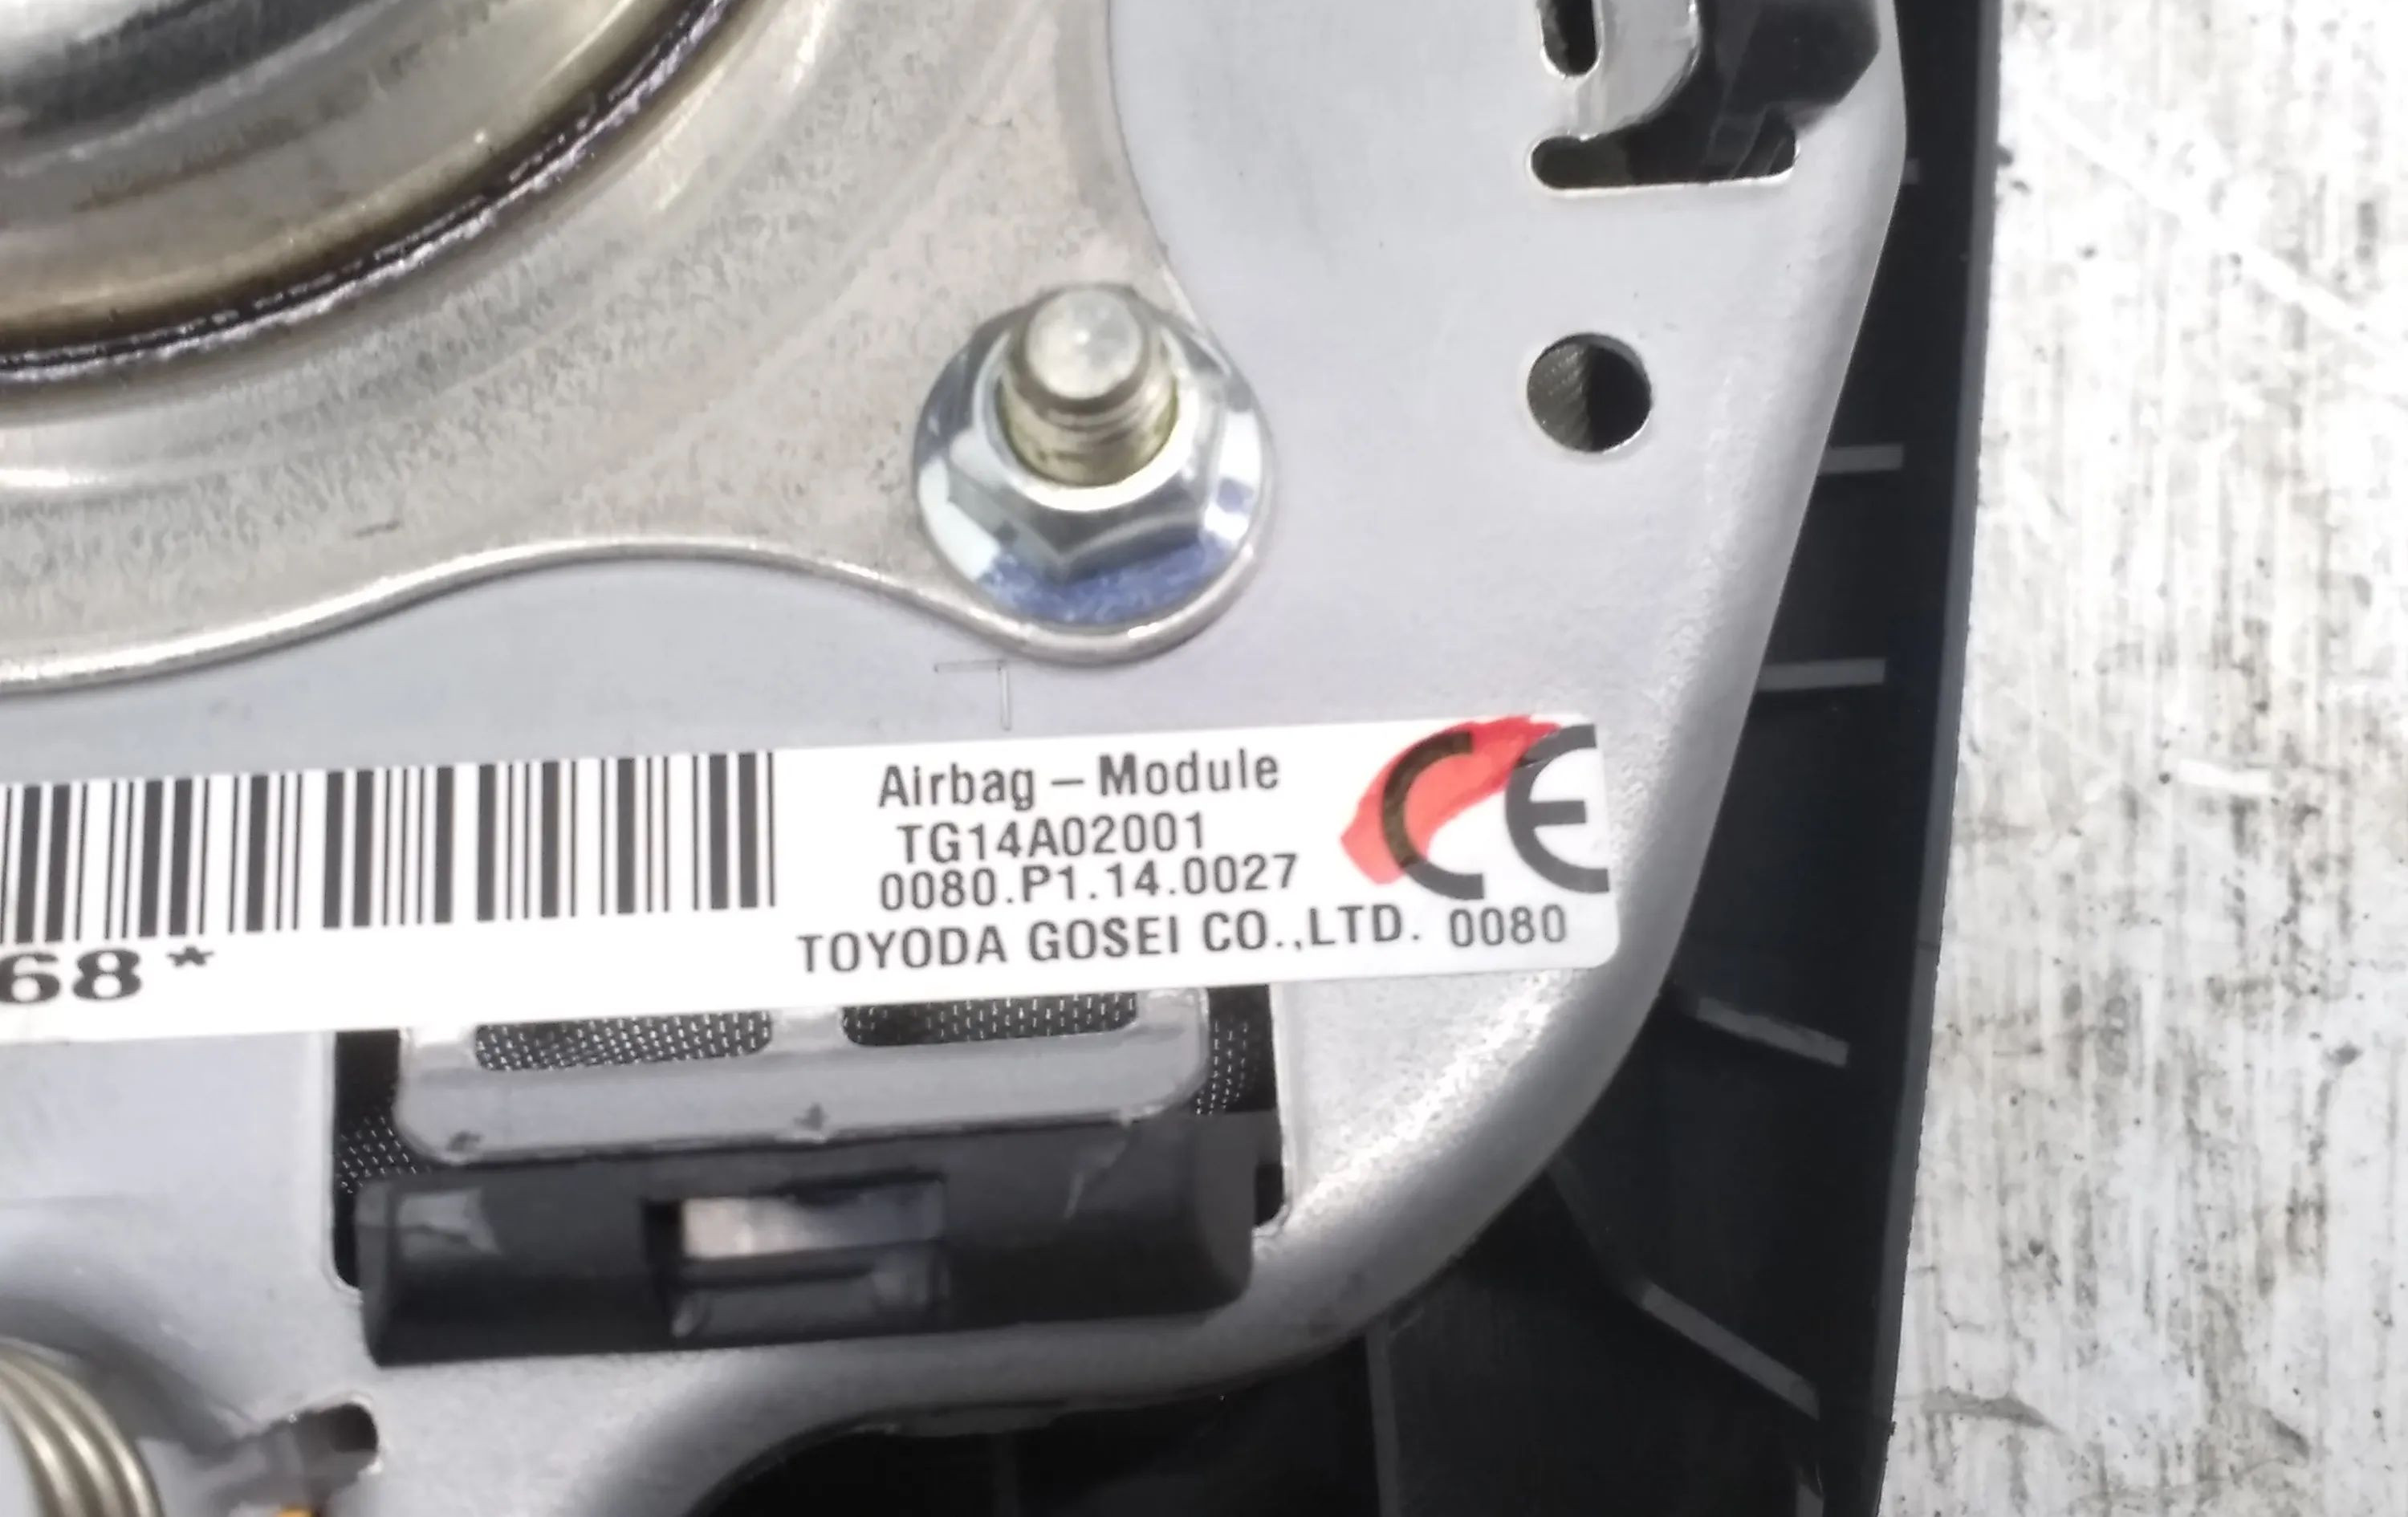 Airbag – Module
TG14A02001
0080.P1.14.0027
TOYODA GOSEI CO.,LTD. 0080
CE
68*